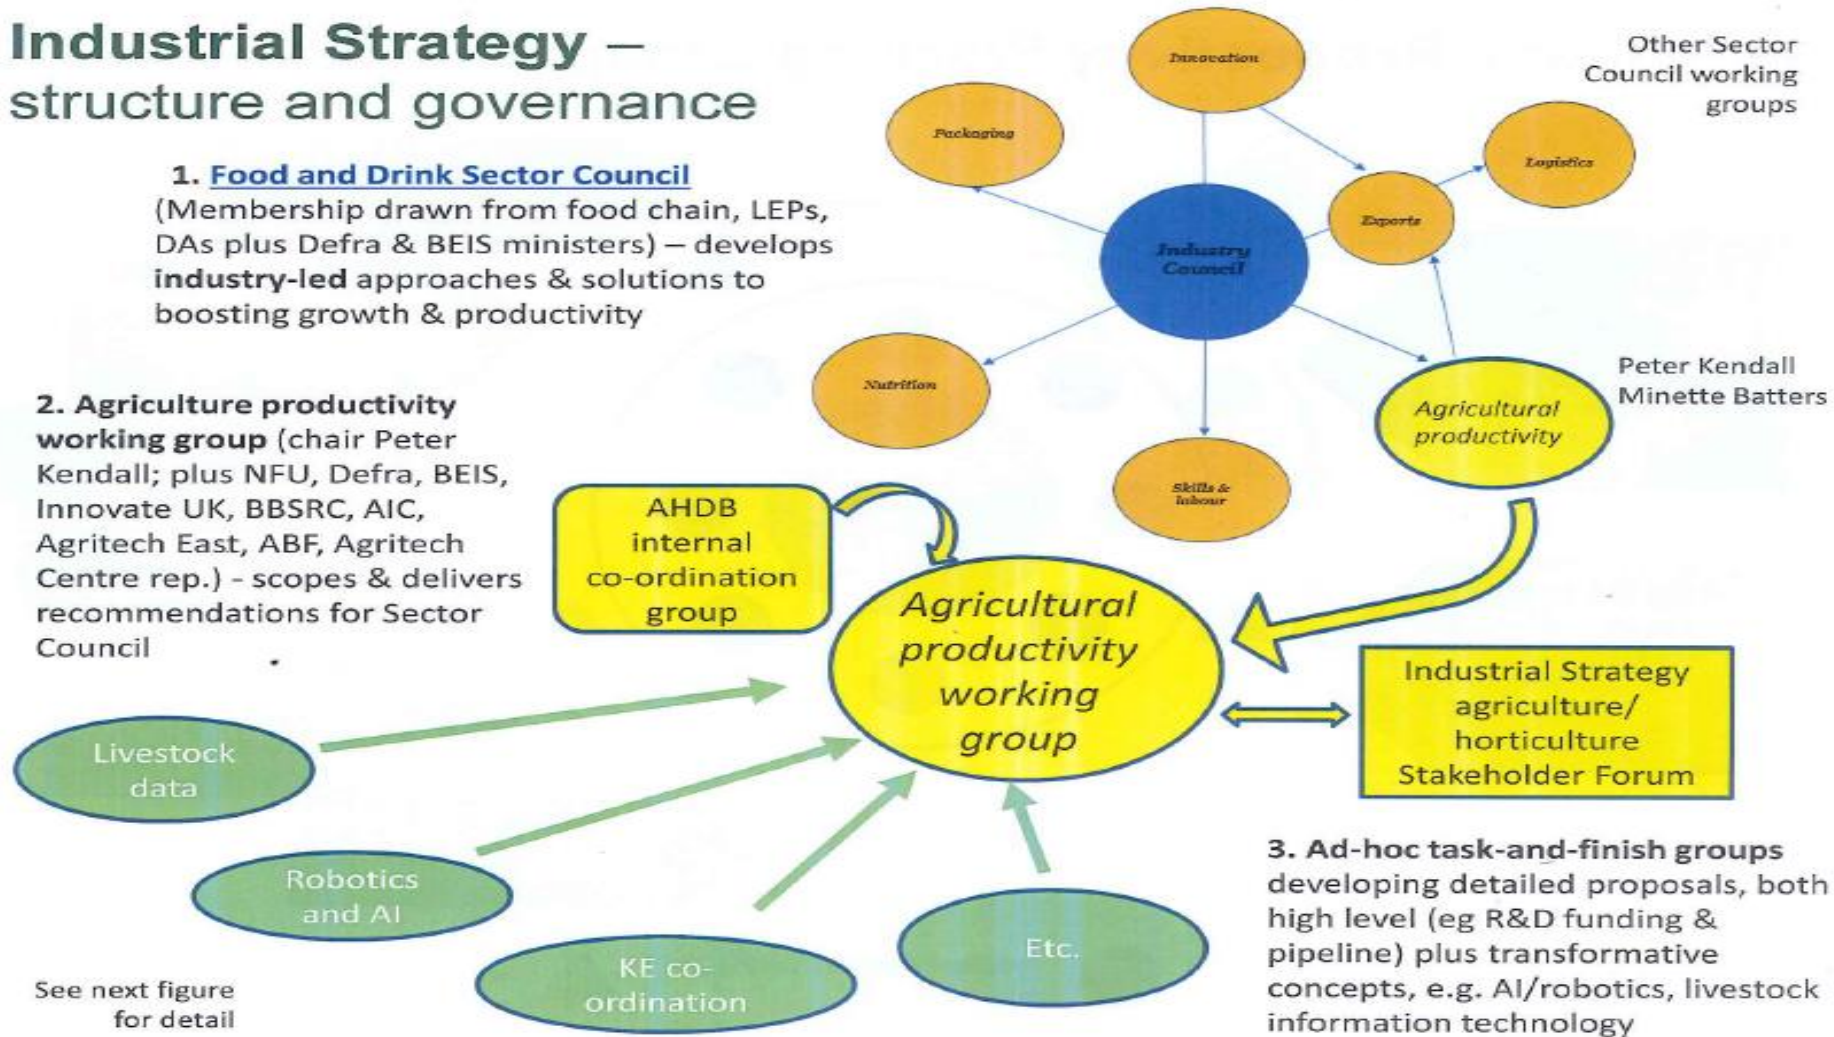 Industrial Strategy –
structure and governance
1. Food and Drink Sector Council
(Membership drawn from food chain, LEPs,
DAs plus Defra & BEIS ministers) – develops
industry-led approaches & solutions to
boosting growth & productivity
2. Agriculture productivity
working group (chair Peter
Kendall; plus NFU, Defra, BEIS,
Innovate UK, BBSRC, AIC,
Agritech East, ABF, Agritech
Centre rep.) - scopes & delivers
recommendations for Sector
Council
Innovation
Packaging
Other Sector
Council working
groups
Logistics
Exports
Industry
Council
Nutrition
Skills &
labour
Agricultural
productivity
Peter Kendall
Minette Batters
AHDB
internal
co-ordination
group
Agricultural
productivity
working
group
Industrial Strategy
agriculture/
horticulture
Stakeholder Forum
Livestock
data
Robotics
and AI
KE co-
ordination
Etc.
See next figure
for detail
3. Ad-hoc task-and-finish groups
developing detailed proposals, both
high level (eg R&D funding &
pipeline) plus transformative
concepts, e.g. AI/robotics, livestock
information technology